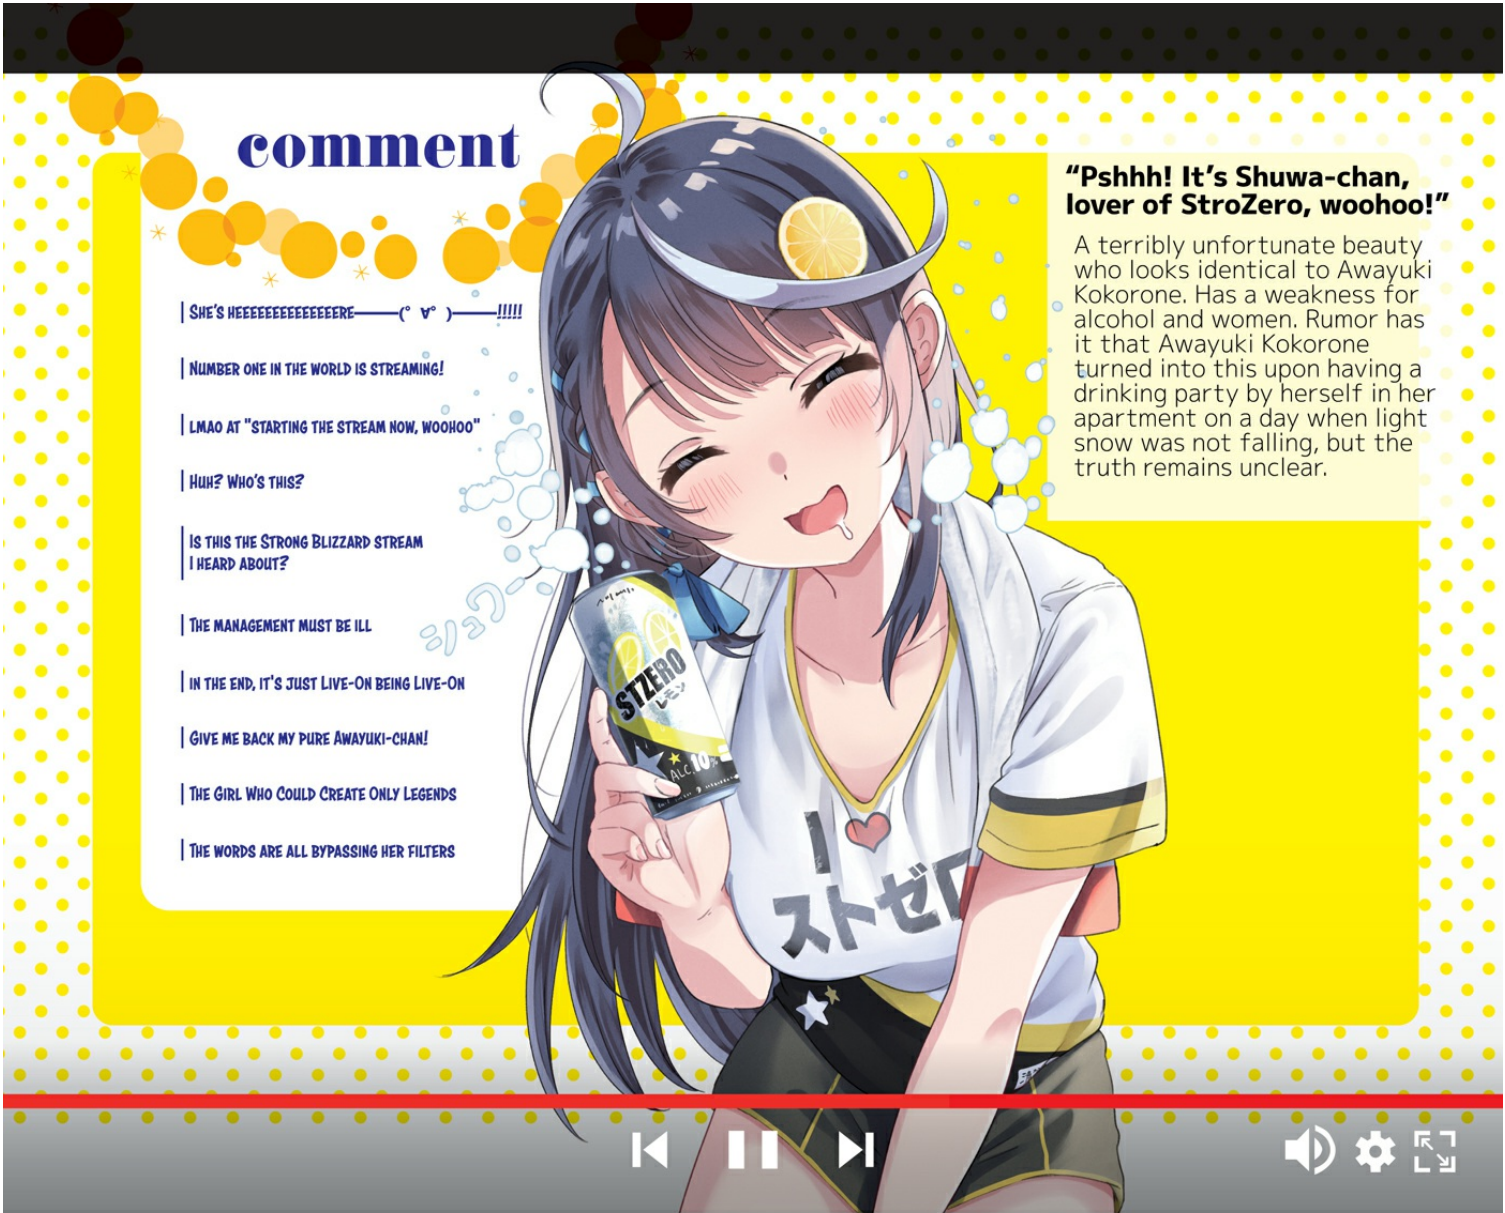 comment
SHE'S HEEEEEEEEEEEEEERE———(° ∀° )———!!!!!
NUMBER ONE IN THE WORLD IS STREAMING!
LMAO AT "STARTING THE STREAM NOW, WOOHOO"
HUH? WHO'S THIS?
IS THIS THE STRONG BLIZZARD STREAM
I HEARD ABOUT?
THE MANAGEMENT MUST BE ILL
IN THE END, IT'S JUST LIVE-ON BEING LIVE-ON
GIVE ME BACK MY PURE AWAYUKI-CHAN!
THE GIRL WHO COULD CREATE ONLY LEGENDS
THE WORDS ARE ALL BYPASSING HER FILTERS
シュワー
STZERO
レモン
ALC.10%
I ♥
ストゼロ
“Pshhh! It’s Shuwa-chan,
lover of StroZero, woohoo!”
A terribly unfortunate beauty
who looks identical to Awayuki
Kokorone. Has a weakness for
alcohol and women. Rumor has
it that Awayuki Kokorone
turned into this upon having a
drinking party by herself in her
apartment on a day when light
snow was not falling, but the
truth remains unclear.